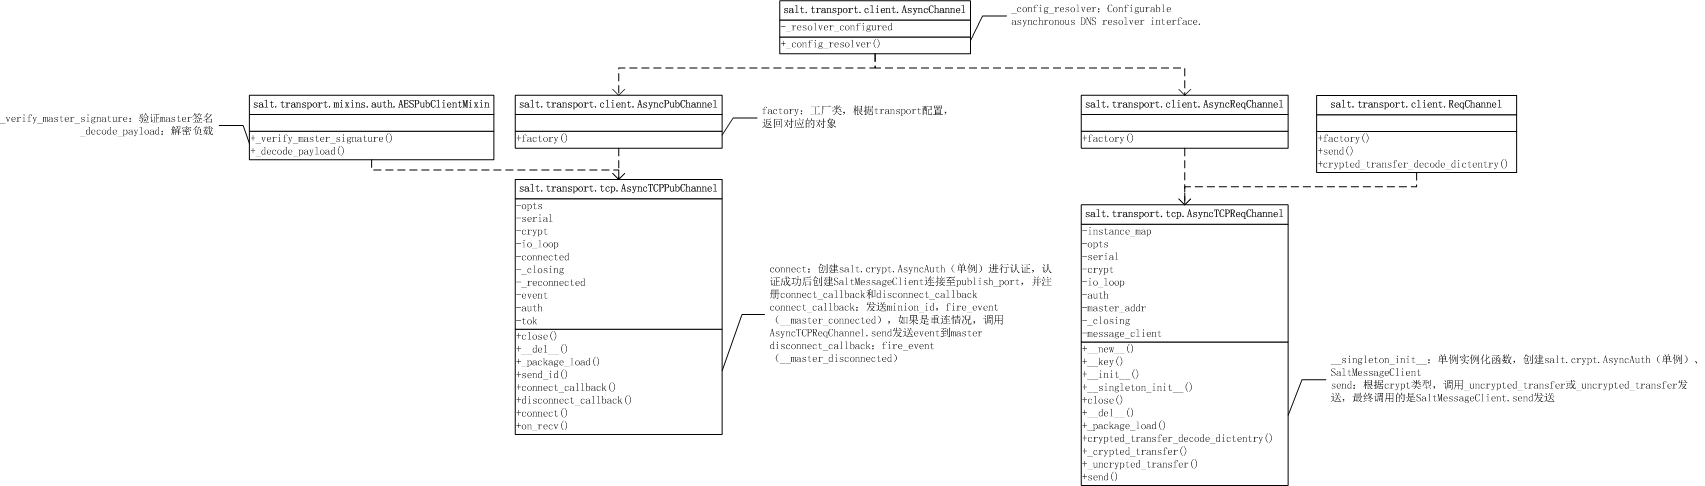 salt.transport.client.AsyncChannel
-_resolver_configured
+_config_resolver()
_config_resolver: Configurable
asynchronous DNS resolver interface.
_verify_master_signature：验证master签名
_decode_payload：解密负载
salt.transport.mixins.auth.AESPubClientMixin
+_verify_master_signature()
+_decode_payload()
salt.transport.client.AsyncPubChannel
+factory()
factory：工厂类，根据transport配置，
返回对应的对象
salt.transport.client.AsyncReqChannel
+factory()
salt.transport.client.ReqChannel
+factory()
+send()
+crypted_transfer_decode_dictentry()
salt.transport.tcp.AsyncTCPPubChannel
-opts
-serial
-crypt
-io_loop
-connected
-_closing
-_reconnected
-event
-auth
-tok
+close()
+__del__()
+_package_load()
+send_id()
+connect_callback()
+disconnect_callback()
+connect()
+on_recv()
connect：创建salt.crypt.AsyncAuth（单例）进行认证，认
证成功后创建SaltMessageClient连接至publish_port，并注
册connect_callback和disconnect_callback
connect_callback：发送minion_id，fire_event
（__master_connected），如果是重连情况，调用
AsyncTCPReqChannel.send发送event到master
disconnect_callback：fire_event
（__master_disconnected）
salt.transport.tcp.AsyncTCPReqChannel
-instance_map
-opts
-serial
-crypt
-io_loop
-auth
-master_addr
-_closing
-message_client
+__new__()
+__key()
+__init__()
+__singleton_init__()
+close()
+__del__()
+_package_load()
+crypted_transfer_decode_dictentry()
+_crypted_transfer()
+_uncrypted_transfer()
+send()
__singleton_init__：单例实例化函数，创建salt.crypt.AsyncAuth（单例）、
SaltMessageClient
send：根据crypt类型，调用_uncrypted_transfer或_uncrypted_transfer发
送，最终调用的是SaltMessageClient.send发送